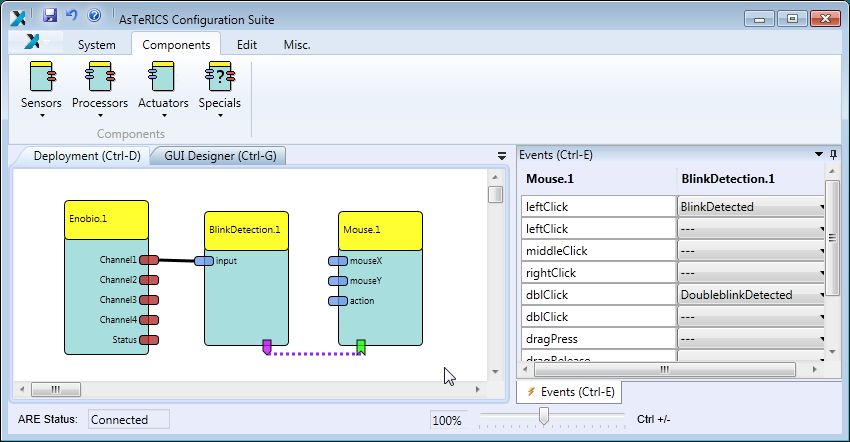 AsTeRICS Configuration Suite
System Components Edit Misc.
Sensors Processors Actuators Specials
Components
Deployment (Ctrl-D) GUI Designer (Ctrl-G)
Enobio.1
Channel1
Channel2
Channel3
Channel4
Status
BlinkDetection.1
input
Mouse.1
mouseX
mouseY
action
Events (Ctrl-E)
Mouse.1 BlinkDetection.1
leftClick BlinkDetected
leftClick ---
middleClick ---
rightClick ---
dblClick DoubleblinkDetected
dblClick ---
dragPress ---
dragRelease ---
Events (Ctrl-E)
ARE Status: Connected 100% Ctrl +/-